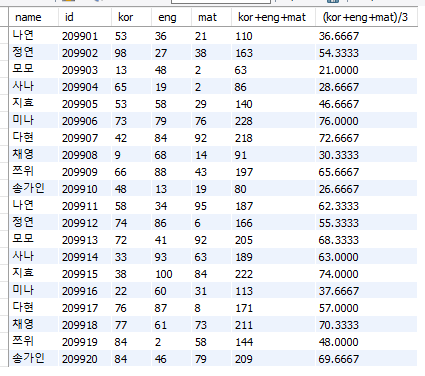 name id kor eng mat kor+eng+mat (kor+eng+mat)/3
나연 209901 53 36 21 110 36.6667
정연 209902 98 27 38 163 54.3333
모모 209903 13 48 2 63 21.0000
사나 209904 65 19 2 86 28.6667
지효 209905 53 58 29 140 46.6667
미나 209906 73 79 76 228 76.0000
다현 209907 42 84 92 218 72.6667
채영 209908 9 68 14 91 30.3333
쯔위 209909 66 88 43 197 65.6667
송가인 209910 48 13 19 80 26.6667
나연 209911 58 34 95 187 62.3333
정연 209912 74 86 6 166 55.3333
모모 209913 72 41 92 205 68.3333
사나 209914 33 93 63 189 63.0000
지효 209915 38 100 84 222 74.0000
미나 209916 22 60 31 113 37.6667
다현 209917 76 87 8 171 57.0000
채영 209918 77 61 73 211 70.3333
쯔위 209919 84 2 58 144 48.0000
송가인 209920 84 46 79 209 69.6667